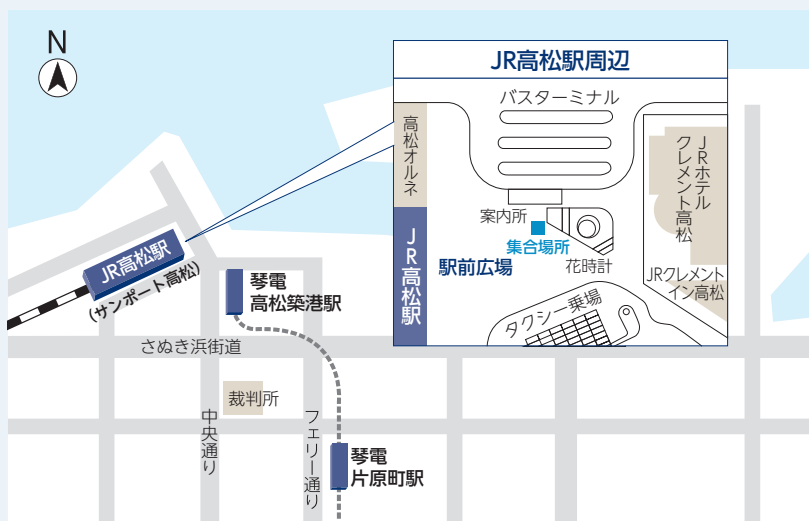 N
JR高松駅周辺
バスターミナル
高松オルネ
JRホテル
クレメント高松
案内所
集合場所
JR高松駅
駅前広場
花時計
JRクレメント
イン高松
タクシー乗場
JR高松駅
(サンポート高松)
琴電
高松築港駅
さぬき浜街道
裁判所
中央通り
フェリー通り
琴電
片原町駅